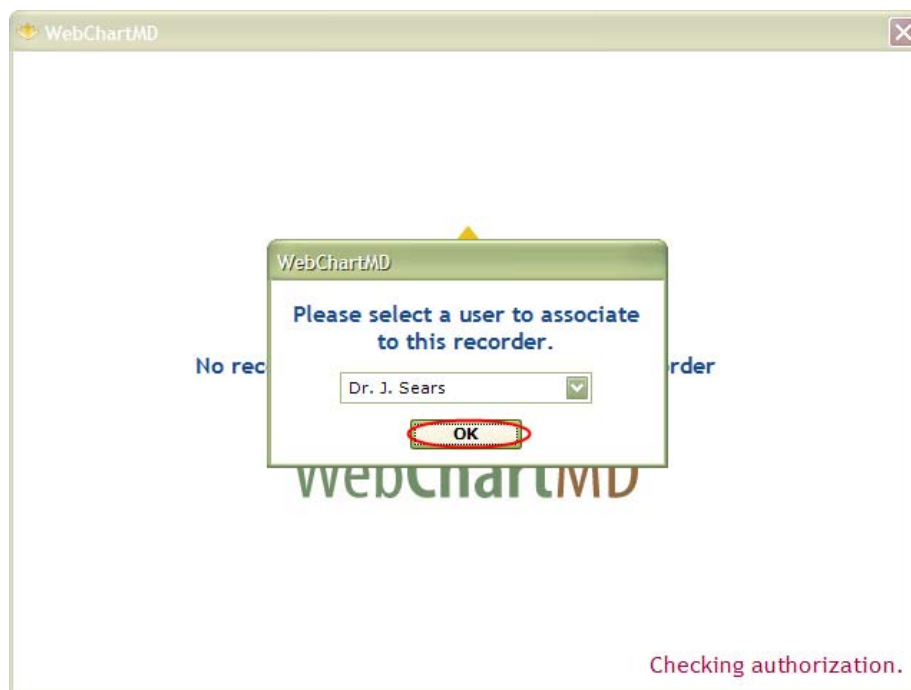 WebChartMD
WebChartMD
Please select a user to associate
to this recorder.
No rec
rder
Dr. J. Sears
OK
WebChartMD
Checking authorization.